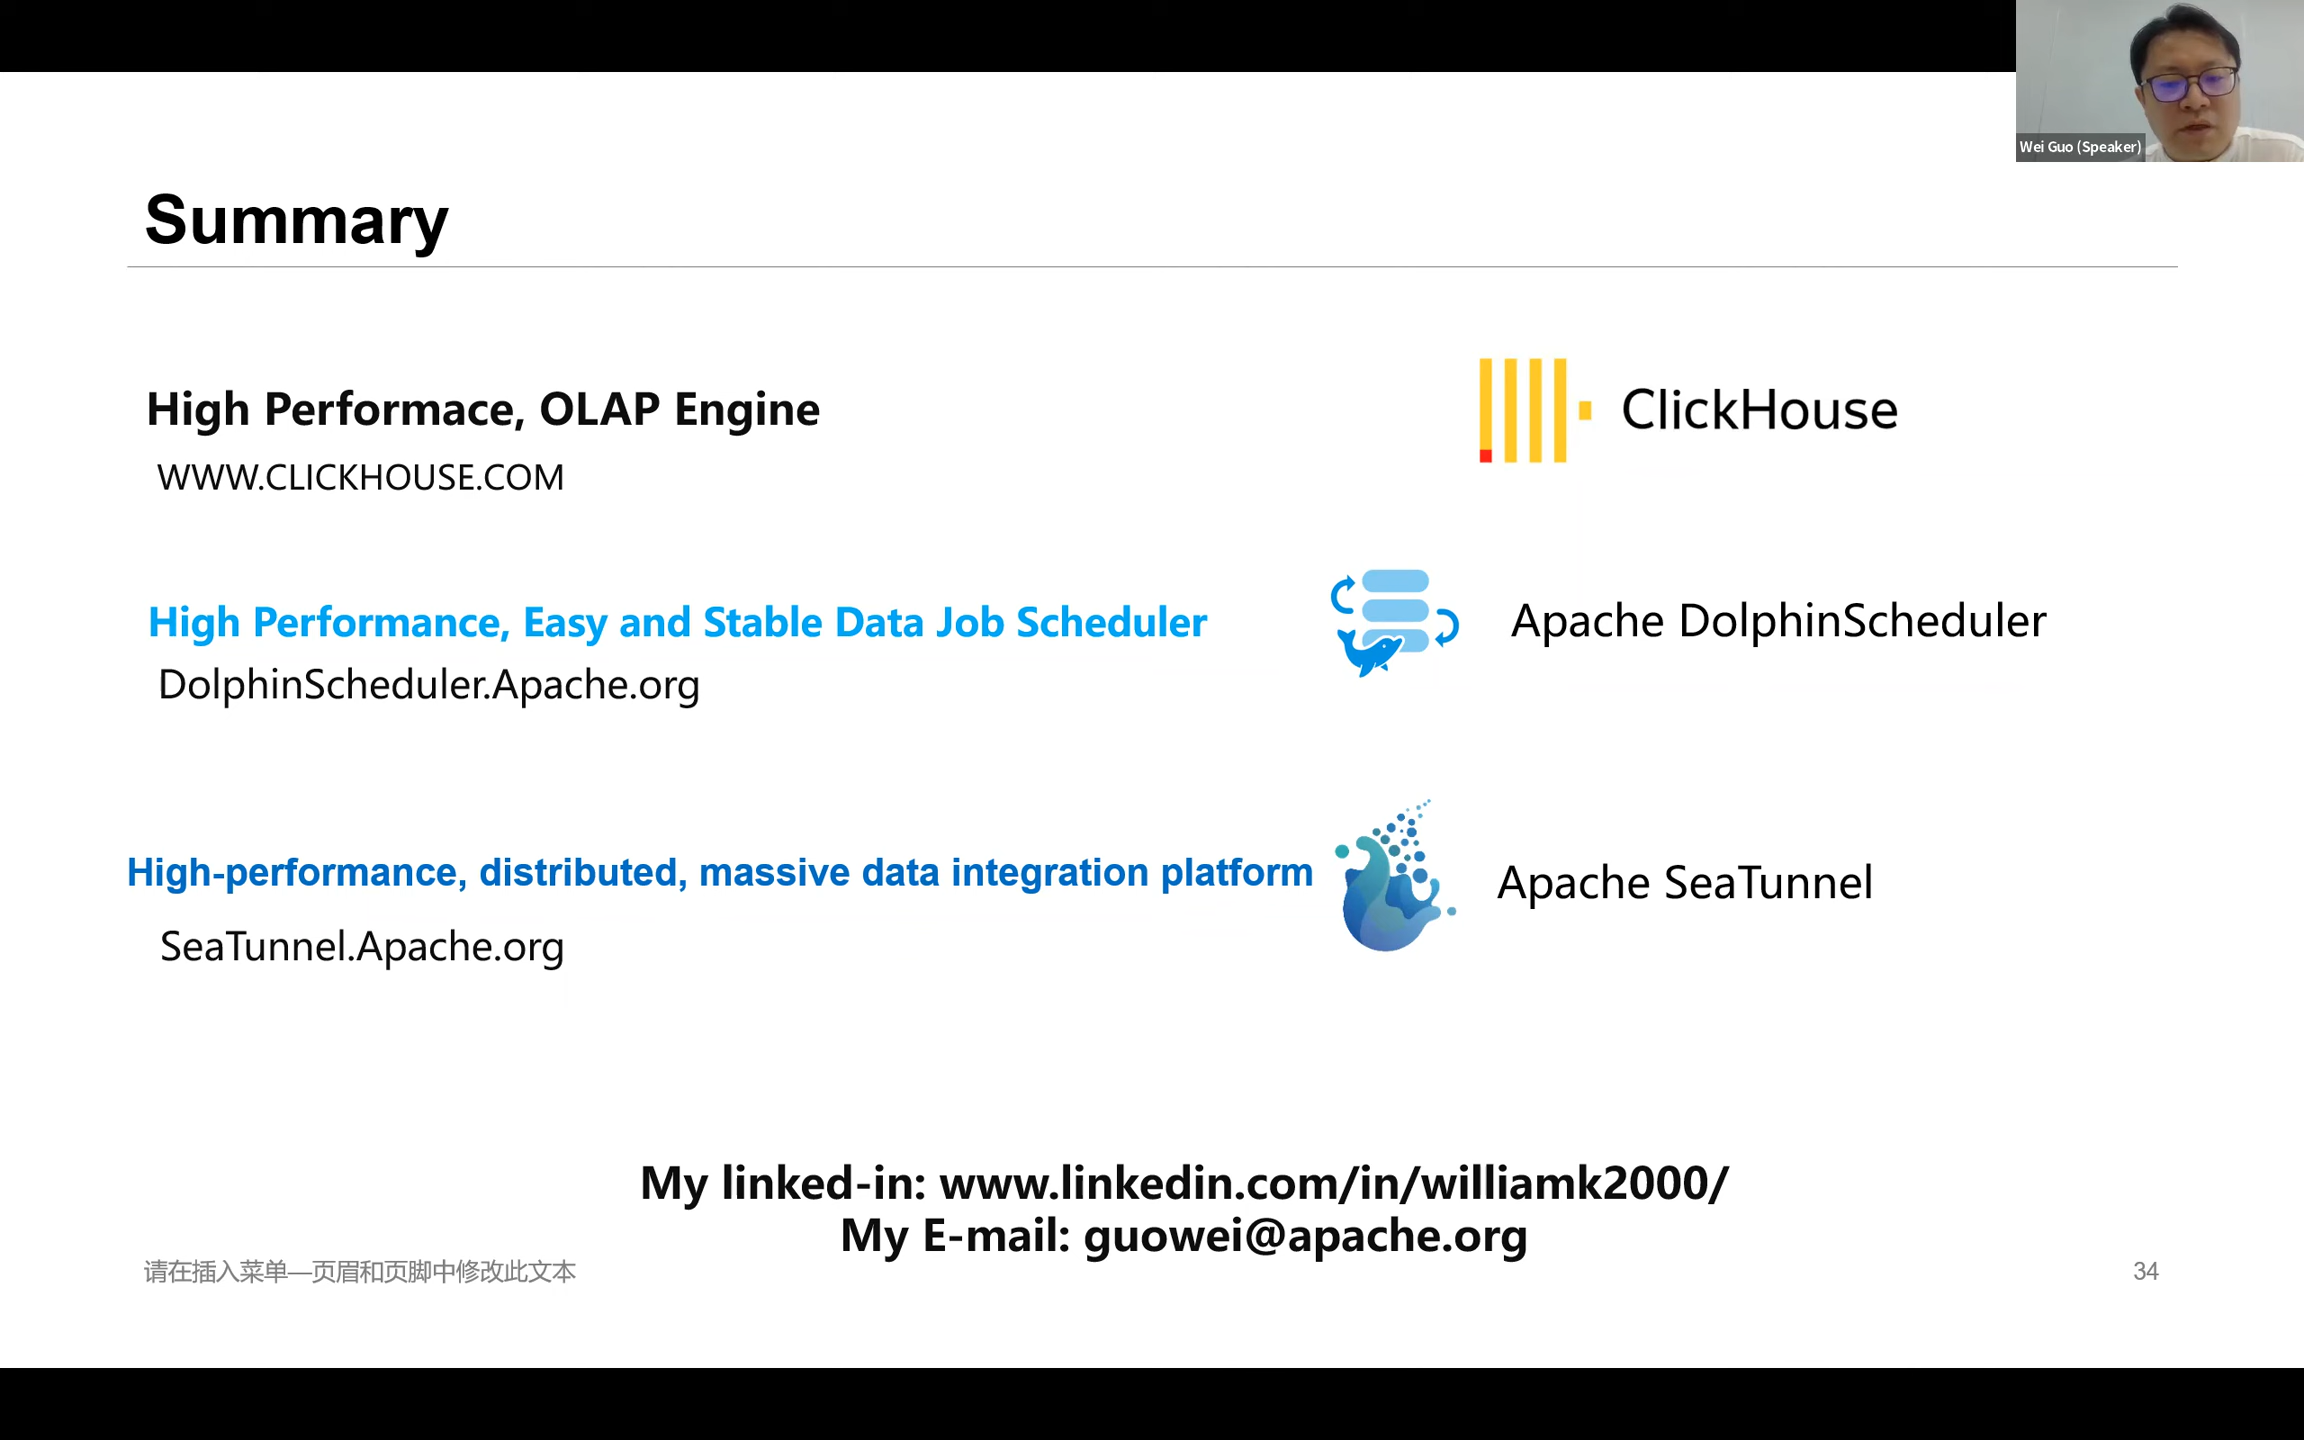 Wei Guo (Speaker)
Summary
High Performace, OLAP Engine
ClickHouse
WWW.CLICKHOUSE.COM
High Performance, Easy and Stable Data Job Scheduler
Apache DolphinScheduler
DolphinScheduler.Apache.org
High-performance, distributed, massive data integration platform
Apache SeaTunnel
SeaTunnel.Apache.org
My linked-in: www.linkedin.com/in/williamk2000/
My E-mail: guowei@apache.org
请在插入菜单—页眉和页脚中修改此文本
34